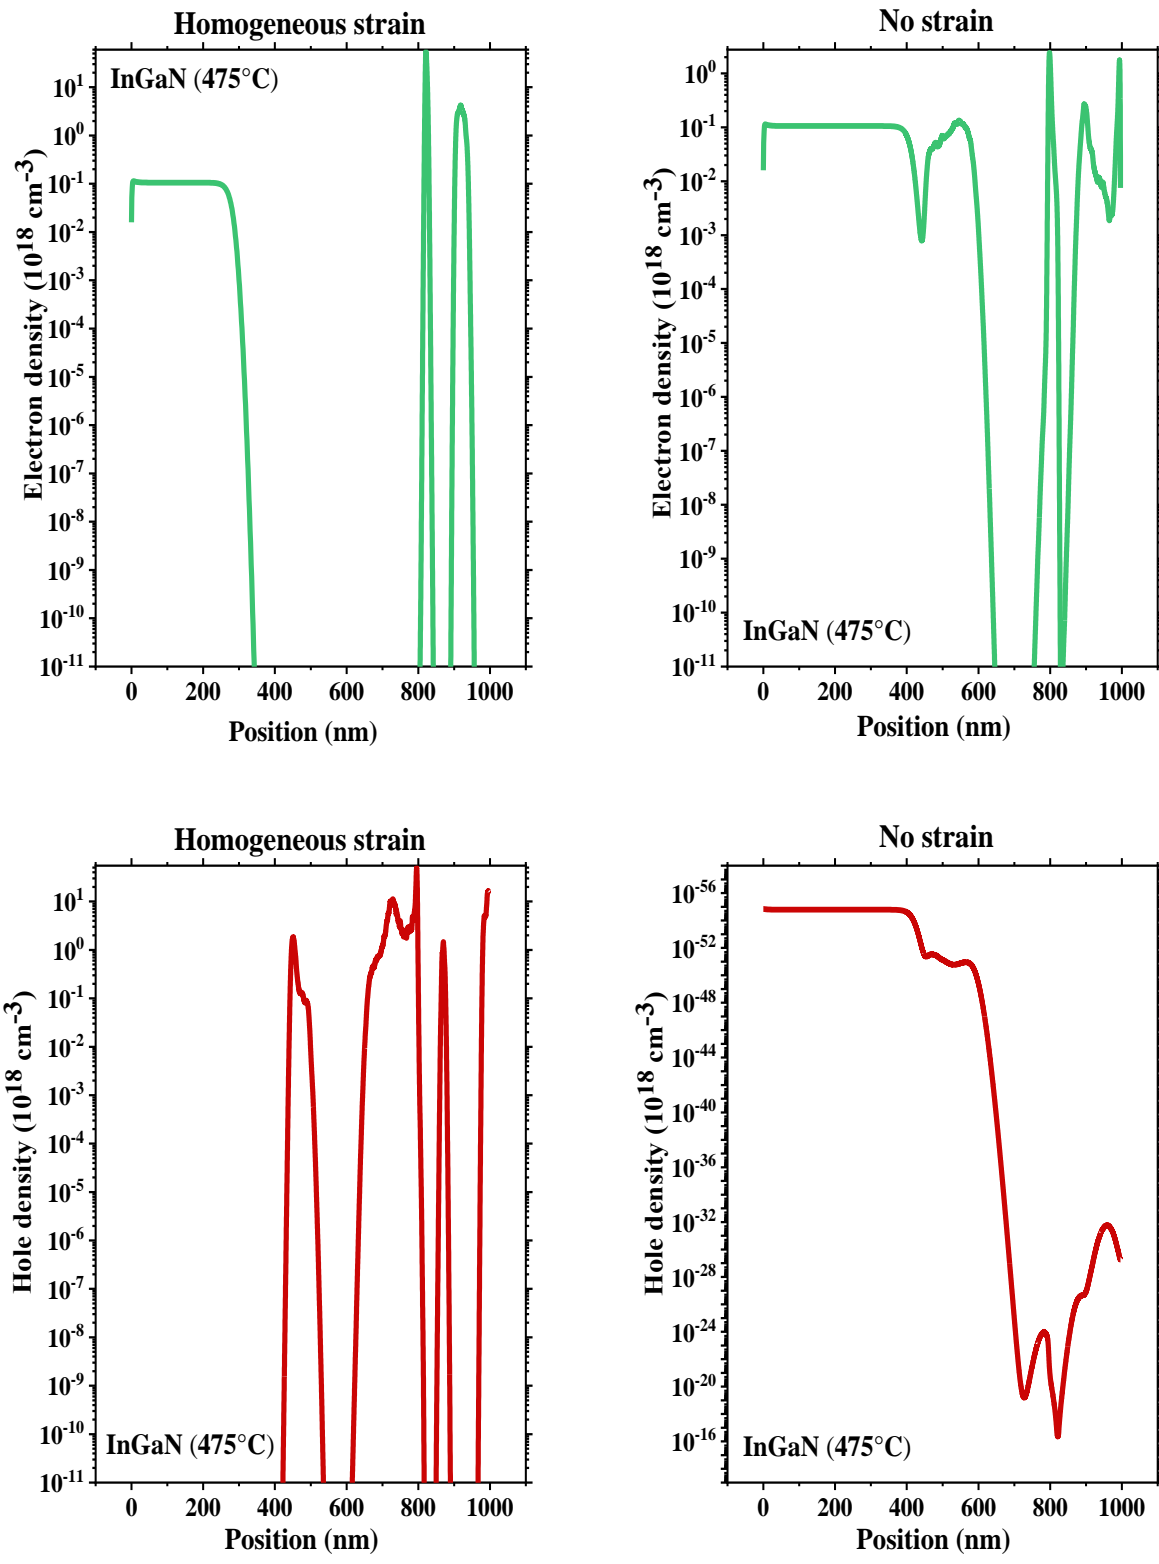 Homogeneous strain
InGaN (475°C)
Electron density (10^18 cm^-3)
10^1
10^0
10^-1
10^-2
10^-3
10^-4
10^-5
10^-6
10^-7
10^-8
10^-9
10^-10
10^-11
0 200 400 600 800 1000
Position (nm)
No strain
Electron density (10^18 cm^-3)
10^0
10^-1
10^-2
10^-3
10^-4
10^-5
10^-6
10^-7
10^-8
10^-9
10^-10
10^-11
InGaN (475°C)
0 200 400 600 800 1000
Position (nm)
Homogeneous strain
Hole density (10^18 cm^-3)
10^1
10^0
10^-1
10^-2
10^-3
10^-4
10^-5
10^-6
10^-7
10^-8
10^-9
10^-10
10^-11
InGaN (475°C)
0 200 400 600 800 1000
Position (nm)
No strain
Hole density (10^18 cm^-3)
10^-56
10^-52
10^-48
10^-44
10^-40
10^-36
10^-32
10^-28
10^-24
10^-20
10^-16
InGaN (475°C)
0 200 400 600 800 1000
Position (nm)